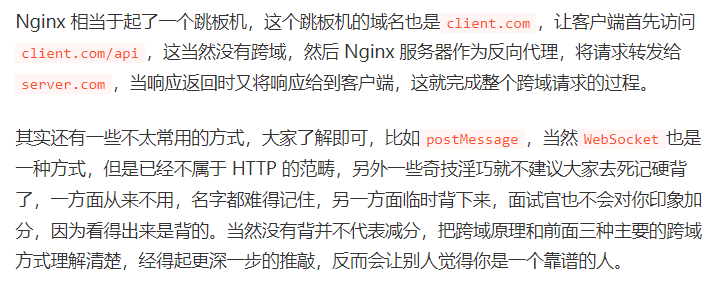 Nginx 相当于起了一个跳板机，这个跳板机的域名也是 client.com，让客户端首先访问
client.com/api，这当然没有跨域，然后 Nginx 服务器作为反向代理，将请求转发给
server.com，当响应返回时又将响应给到客户端，这就完成整个跨域请求的过程。
其实还有一些不太常用的方式，大家了解即可，比如 postMessage，当然 WebSocket 也是
一种方式，但是已经不属于 HTTP 的范畴，另外一些奇技淫巧就不建议大家去死记硬背
了，一方面从来不用，名字都难得记住，另一方面临时背下来，面试官也不会对你印象加
分，因为看得出来是背的。当然没有背并不代表减分，把跨域原理和前面三种主要的跨域
方式理解清楚，经得起更深一步的推敲，反而会让别人觉得你是一个靠谱的人。